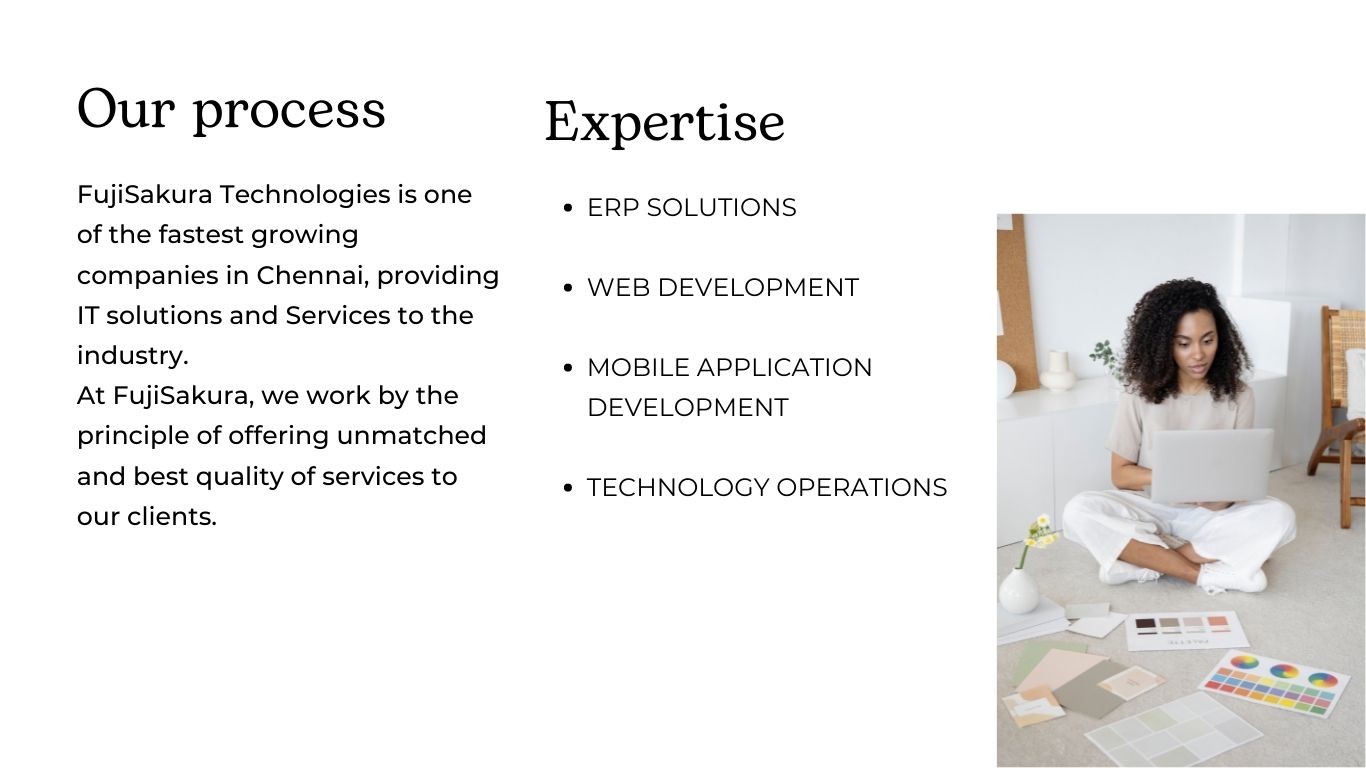 Our process
FujiSakura Technologies is one
of the fastest growing
companies in Chennai, providing
IT solutions and Services to the
industry.
At FujiSakura, we work by the
principle of offering unmatched
and best quality of services to
our clients.
Expertise
• ERP SOLUTIONS
• WEB DEVELOPMENT
• MOBILE APPLICATION
DEVELOPMENT
• TECHNOLOGY OPERATIONS
PALETTE